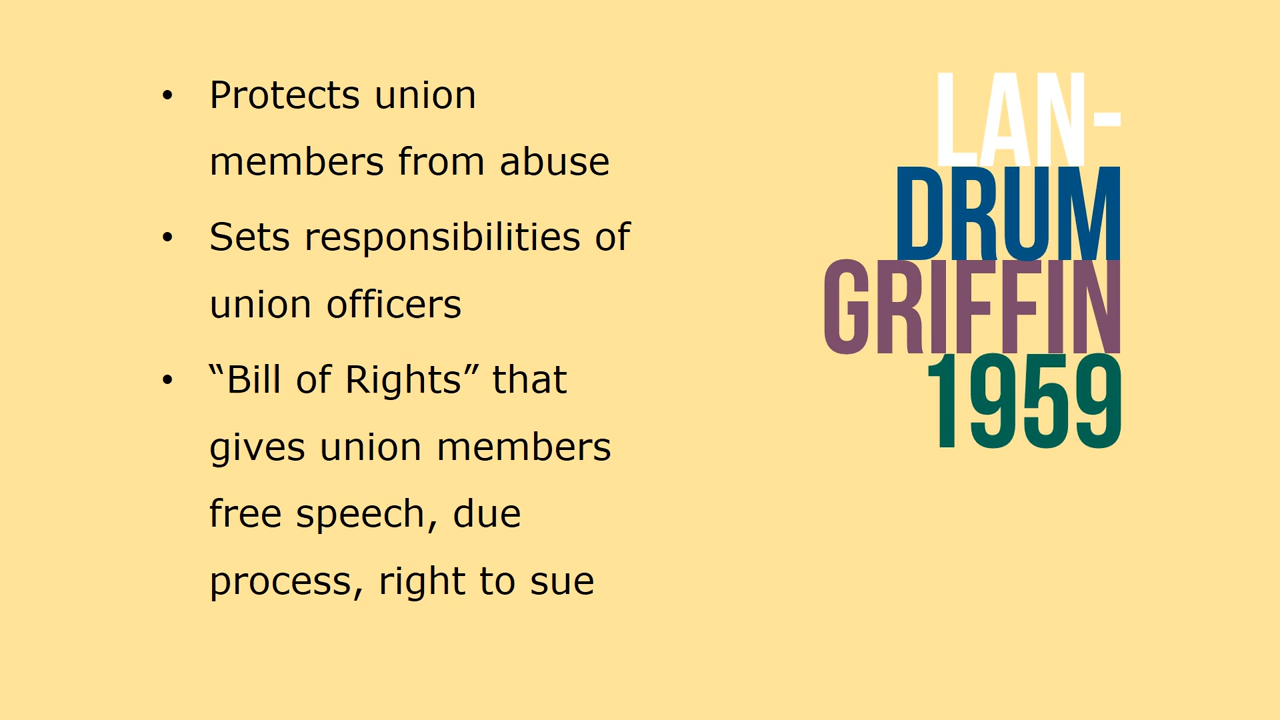 • Protects union
members from abuse
• Sets responsibilities of
union officers
• “Bill of Rights” that
gives union members
free speech, due
process, right to sue
LAN-
DRUM
GRIFFIN
1959